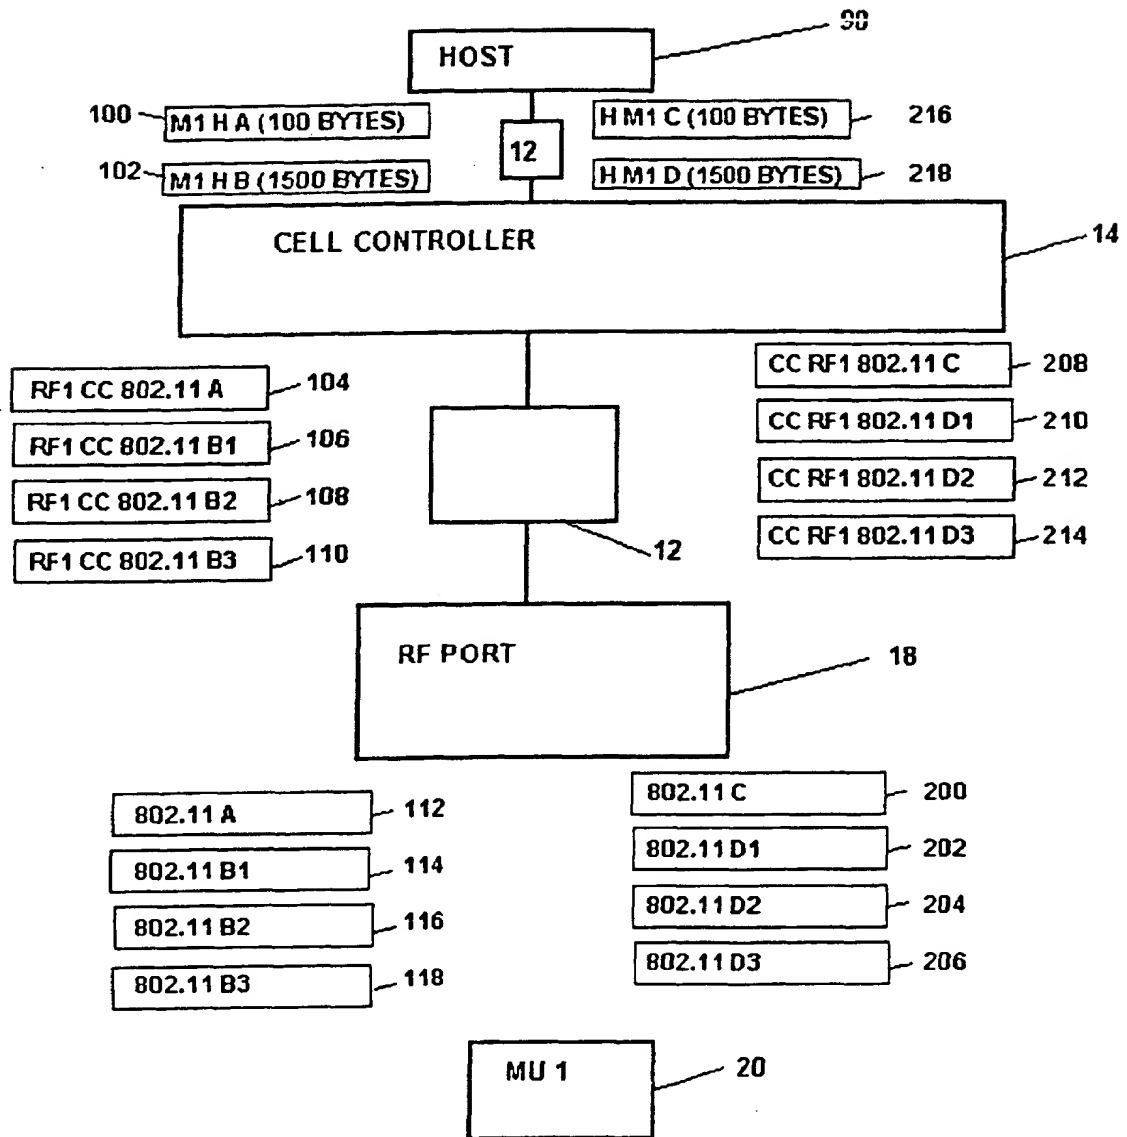 90
HOST
100
M1 H A (100 BYTES)
H M1 C (100 BYTES)
216
12
102
M1 H B (1500 BYTES)
H M1 D (1500 BYTES)
218
CELL CONTROLLER
14
RF1 CC 802.11 A
104
CC RF1 802.11 C
208
RF1 CC 802.11 B1
106
CC RF1 802.11 D1
210
RF1 CC 802.11 B2
108
CC RF1 802.11 D2
212
RF1 CC 802.11 B3
110
12
CC RF1 802.11 D3
214
RF PORT
18
802.11 A
112
802.11 C
200
802.11 B1
114
802.11 D1
202
802.11 B2
116
802.11 D2
204
802.11 B3
118
802.11 D3
206
MU 1
20